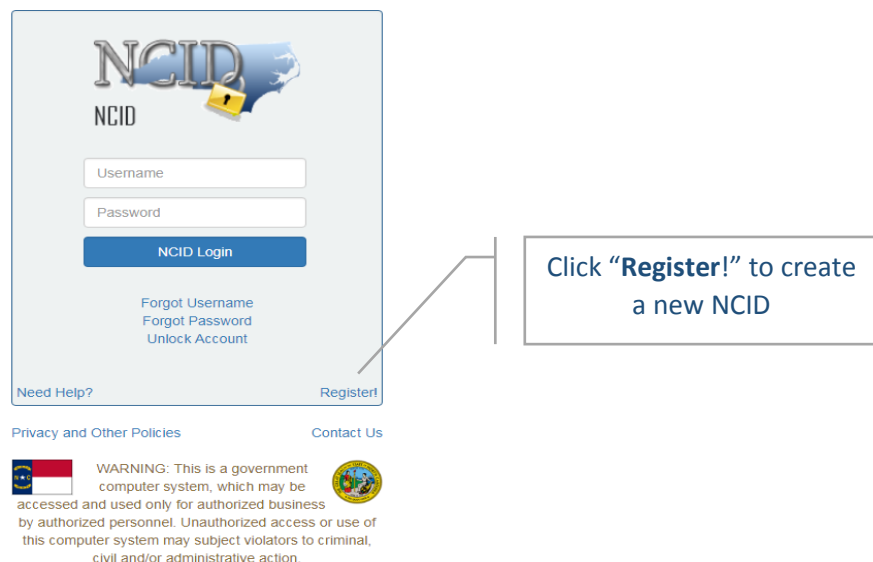 NCID
NCID
Username
Password
NCID Login
Forgot Username
Forgot Password
Unlock Account
Need Help?
Register!
Click “Register!” to create
a new NCID
Privacy and Other Policies
Contact Us
WARNING: This is a government
computer system, which may be
accessed and used only for authorized business
by authorized personnel. Unauthorized access or use of
this computer system may subject violators to criminal,
civil and/or administrative action.